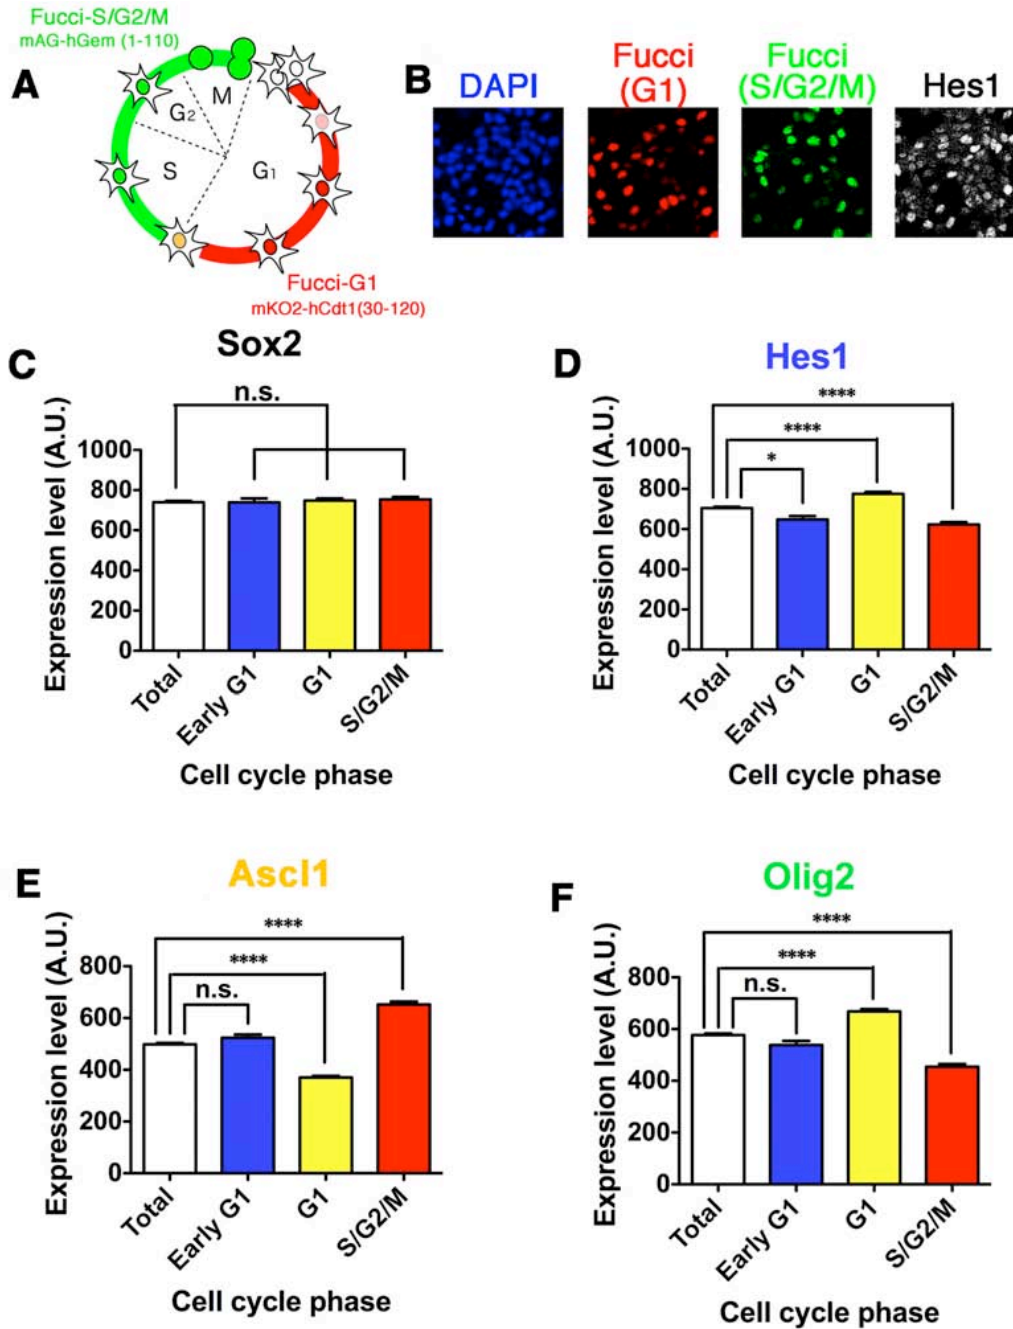 Fucci-S/G2/M
mAG-hGem (1-110)
A
M
G2
S
G1
Fucci-G1
mKO2-hCdt1(30-120)
B
DAPI
Fucci
(G1)
Fucci
(S/G2/M)
Hes1
C
Sox2
n.s.
Expression level (A.U.)
1000
800
600
400
200
0
Total
Early G1
G1
S/G2/M
Cell cycle phase
D
Hes1
****
****
*
Expression level (A.U.)
1000
800
600
400
200
0
Total
Early G1
G1
S/G2/M
Cell cycle phase
E
Ascl1
****
****
n.s.
Expression level (A.U.)
800
600
400
200
0
Total
Early G1
G1
S/G2/M
Cell cycle phase
F
Olig2
****
****
n.s.
Expression level (A.U.)
800
600
400
200
0
Total
Early G1
G1
S/G2/M
Cell cycle phase